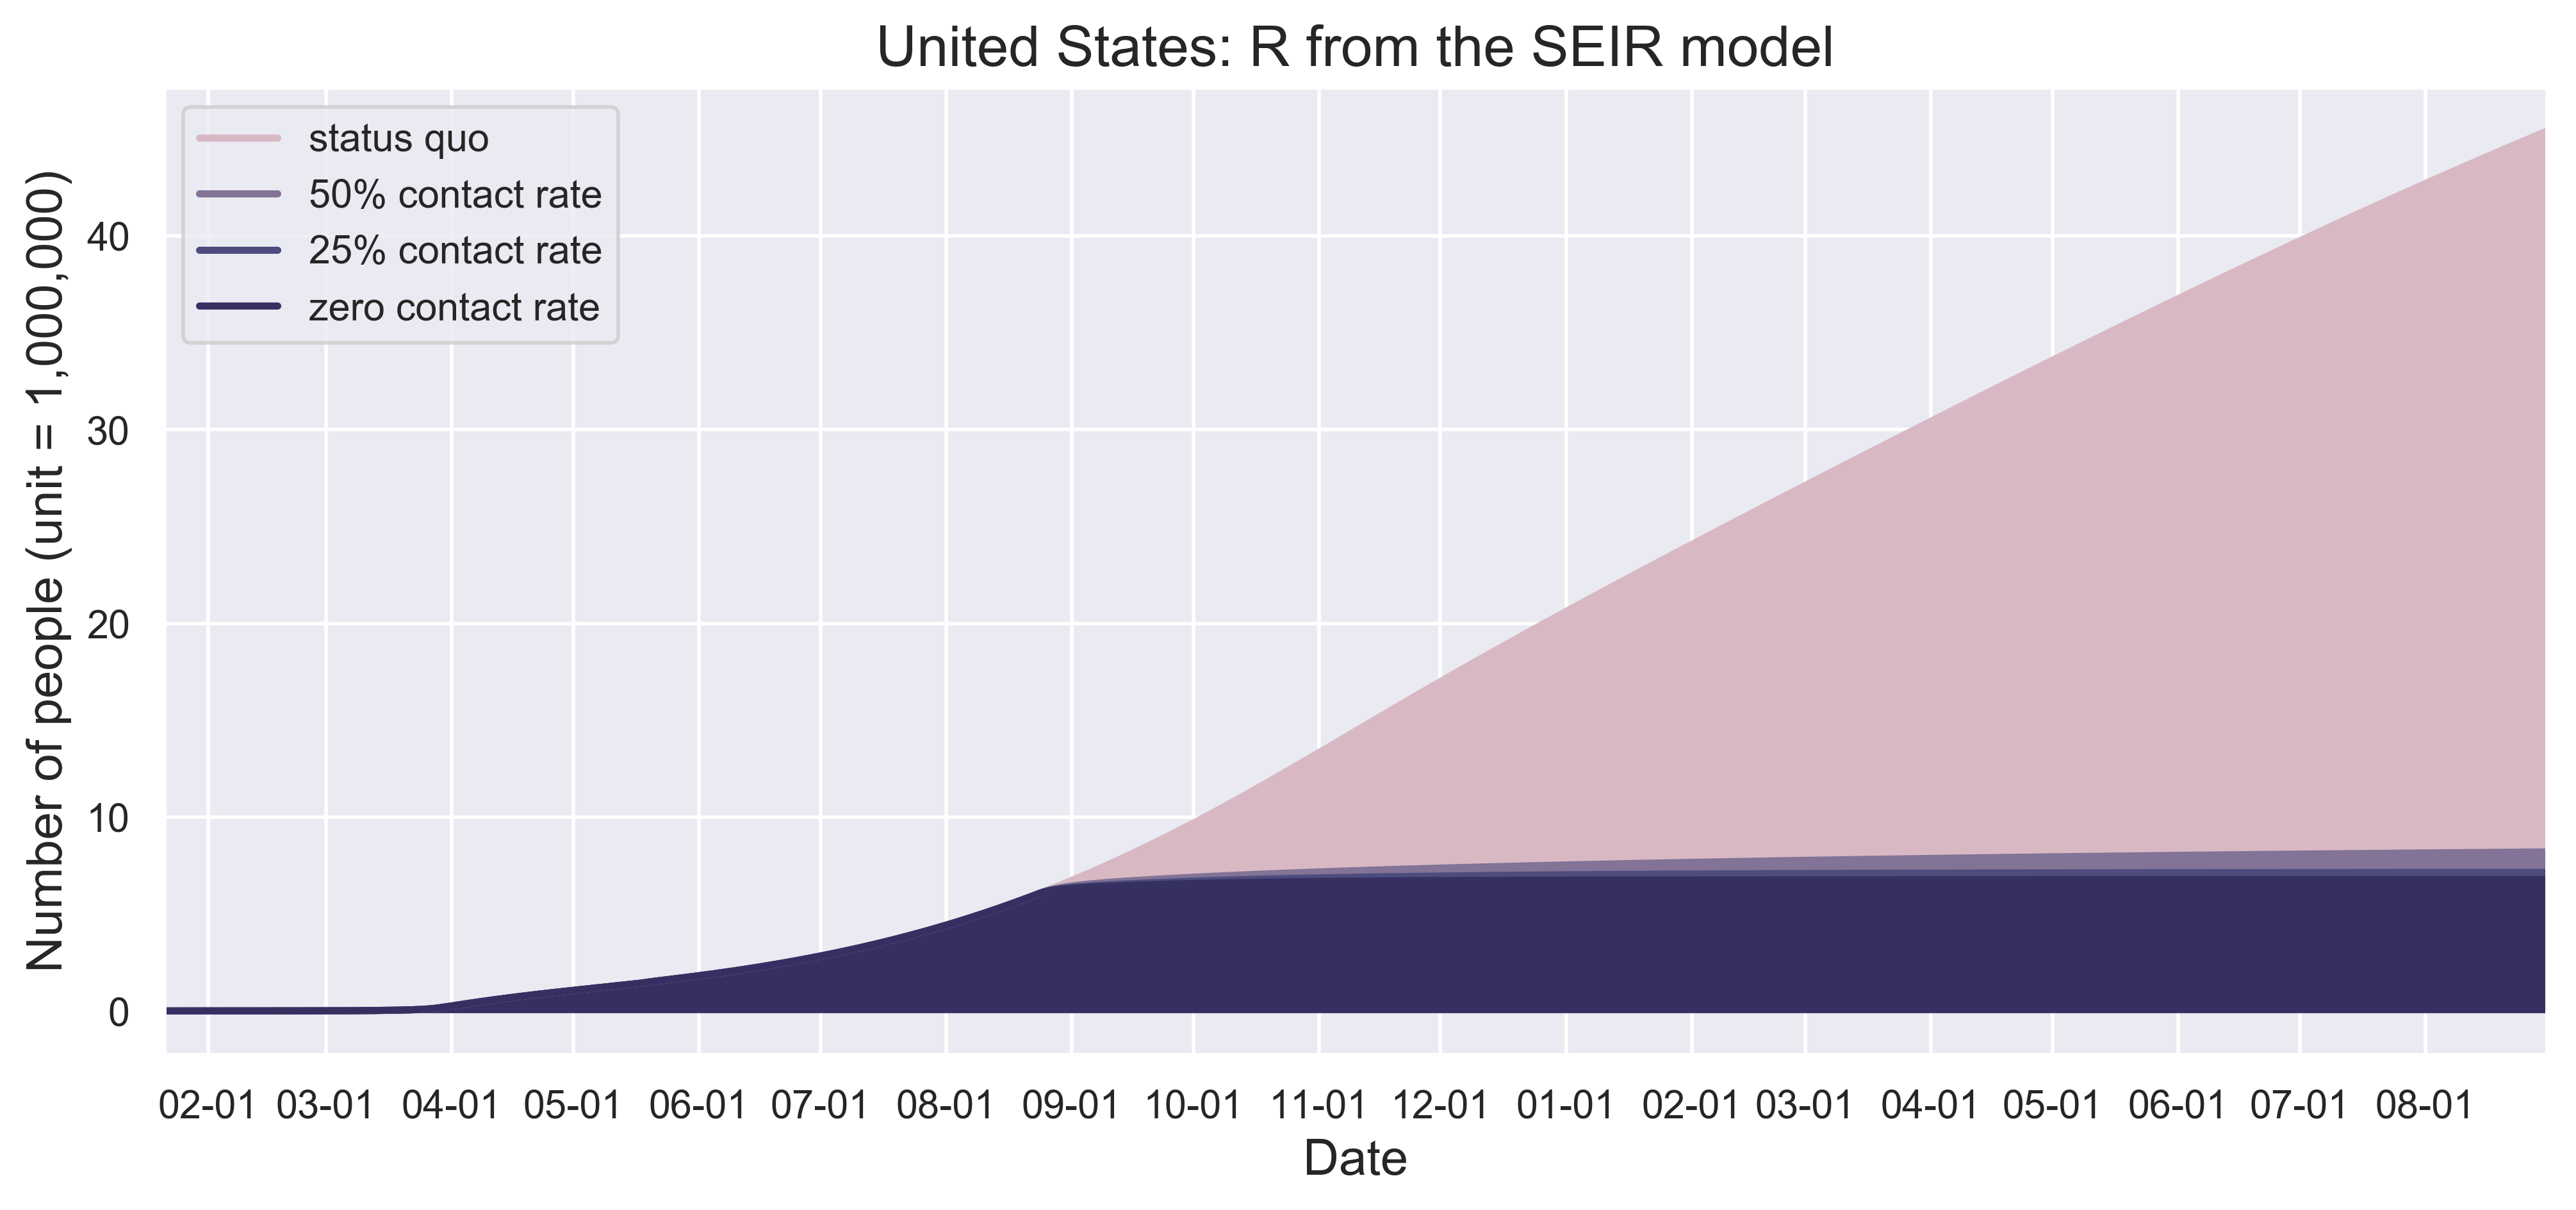 United States: R from the SEIR model
status quo
50% contact rate
25% contact rate
zero contact rate
Number of people (unit = 1,000,000)
40
30
20
10
0
02-01 03-01 04-01 05-01 06-01 07-01 08-01 09-01 10-01 11-01 12-01 01-01 02-01 03-01 04-01 05-01 06-01 07-01 08-01
Date